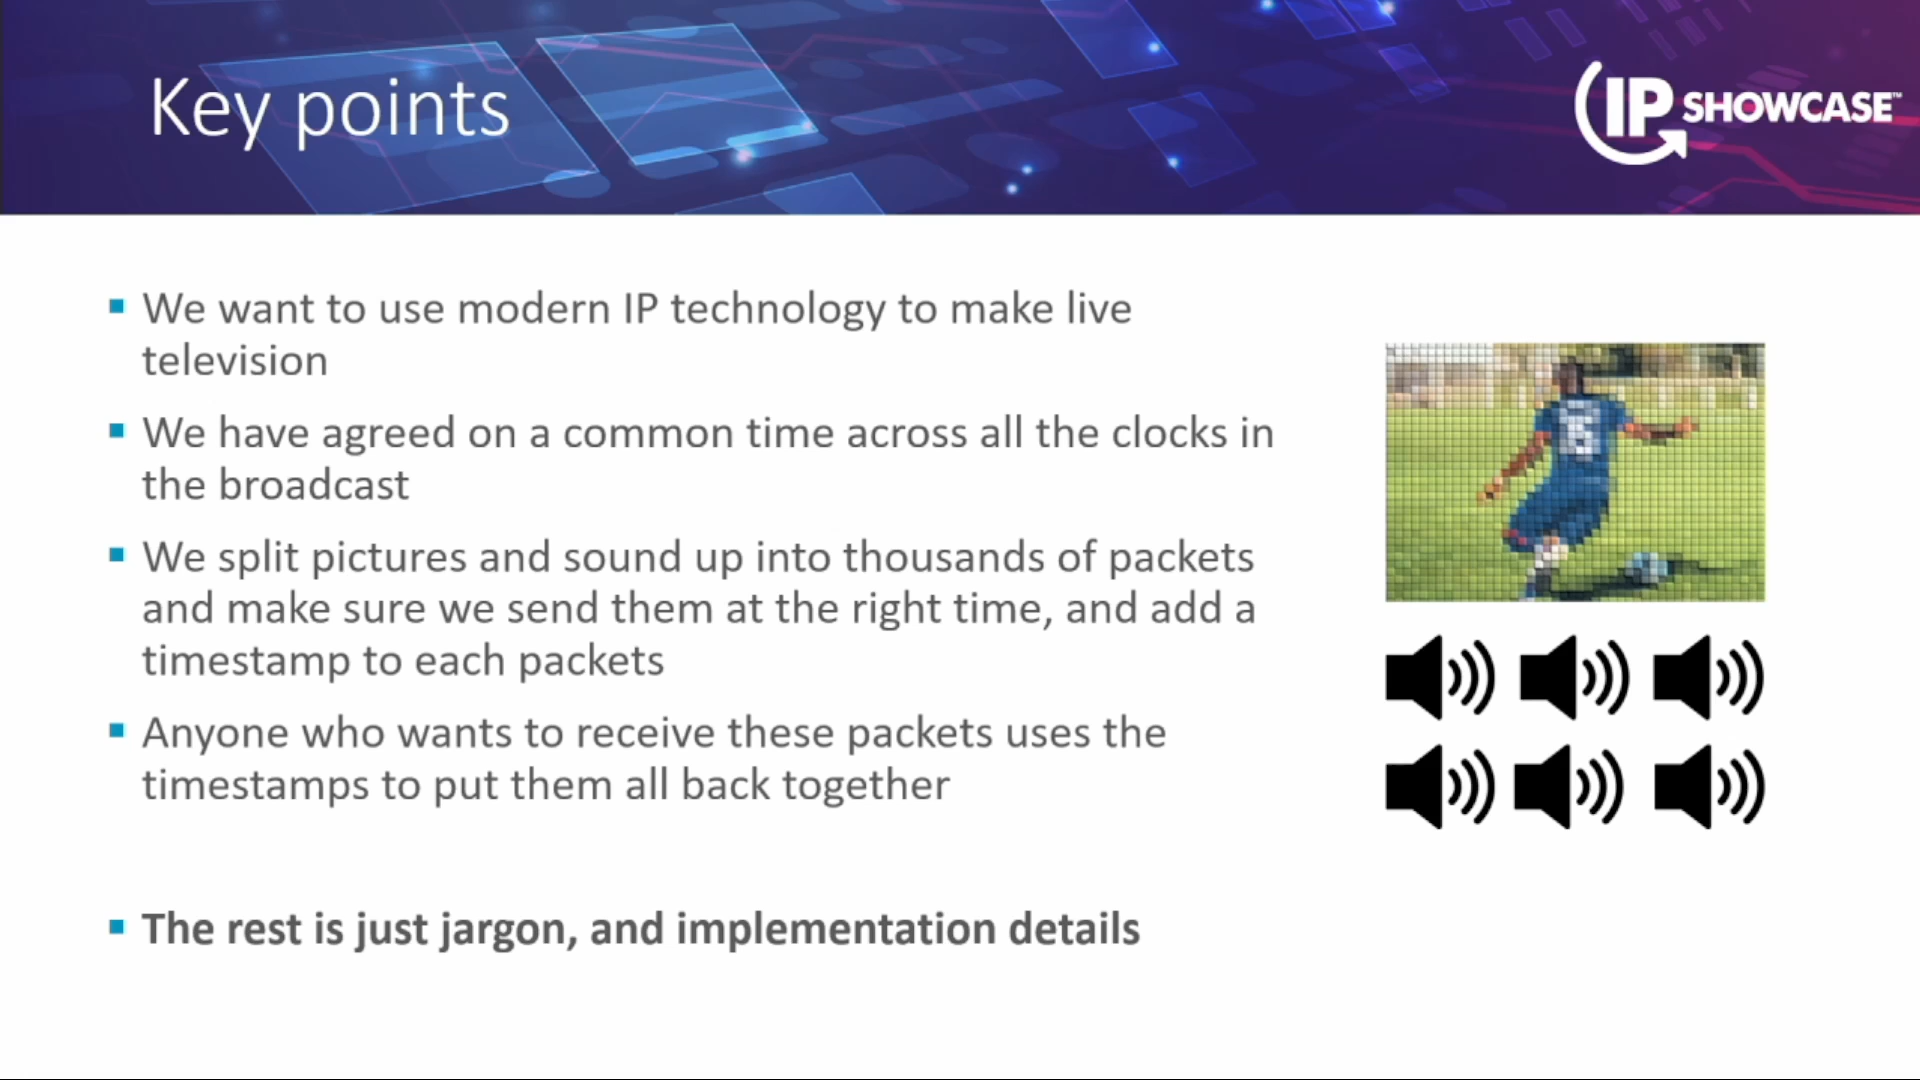 Key points
IP SHOWCASE™
We want to use modern IP technology to make live
television
We have agreed on a common time across all the clocks in
the broadcast
We split pictures and sound up into thousands of packets
and make sure we send them at the right time, and add a
timestamp to each packets
Anyone who wants to receive these packets uses the
timestamps to put them all back together
The rest is just jargon, and implementation details
6